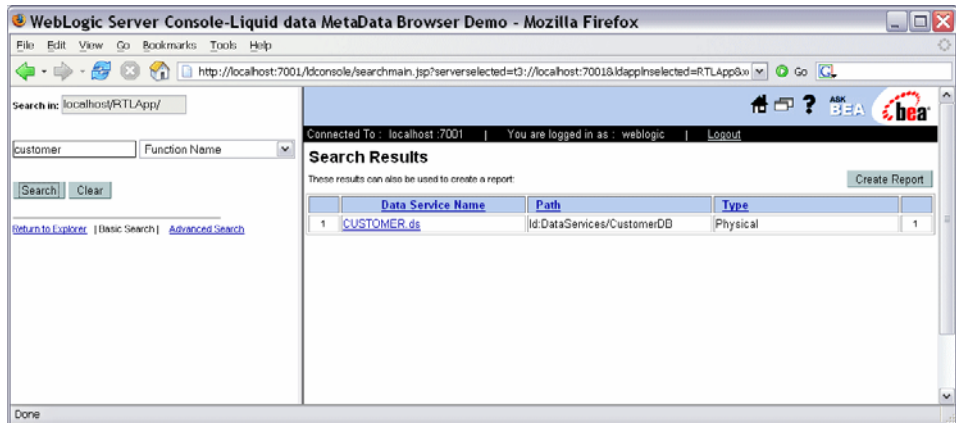 WebLogic Server Console-Liquid data MetaData Browser Demo - Mozilla Firefox
File Edit View Go Bookmarks Tools Help
http://localhost:7001/ldconsole/searchmain.jsp?serverselected=t3://localhost:7001&ldappInselected=RTLApp& Go
Search in: localhost/RTLApp/
ASK BEA bea
Connected To : localhost :7001 | You are logged in as : weblogic | Logout
customer Function Name
Search Results
These results can also be used to create a report: Create Report
Search Clear
Data Service Name Path Type
1 CUSTOMER.ds ld:DataServices/CustomerDB Physical 1
Return to Explorer | Basic Search | Advanced Search
Done